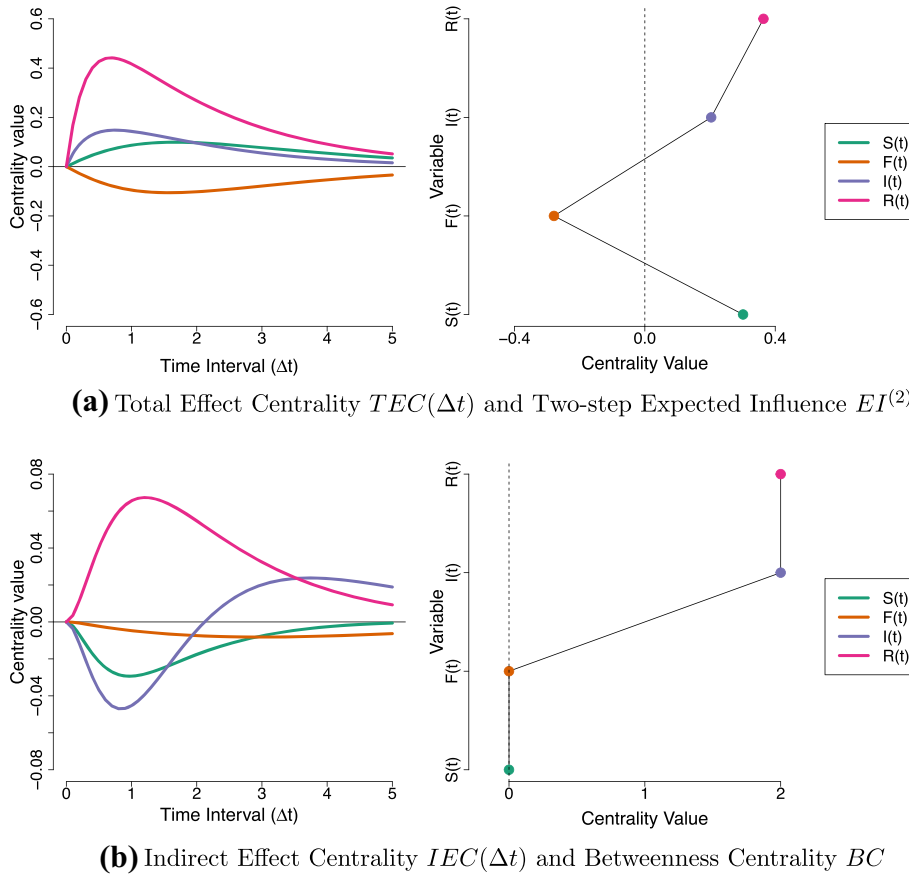 Centrality value
0.6
0.4
0.2
0.0
−0.2
−0.4
−0.6
0 1 2 3 4 5
Time Interval (Δt)
Variable
R(t)
I(t)
F(t)
S(t)
−0.4 0.0 0.4
Centrality Value
S(t)
F(t)
I(t)
R(t)
(a) Total Effect Centrality TEC(Δt) and Two-step Expected Influence EI(2)
Centrality value
0.08
0.04
0.00
−0.04
−0.08
0 1 2 3 4 5
Time Interval (Δt)
Variable
R(t)
I(t)
F(t)
S(t)
0 1 2
Centrality Value
S(t)
F(t)
I(t)
R(t)
(b) Indirect Effect Centrality IEC(Δt) and Betweenness Centrality BC